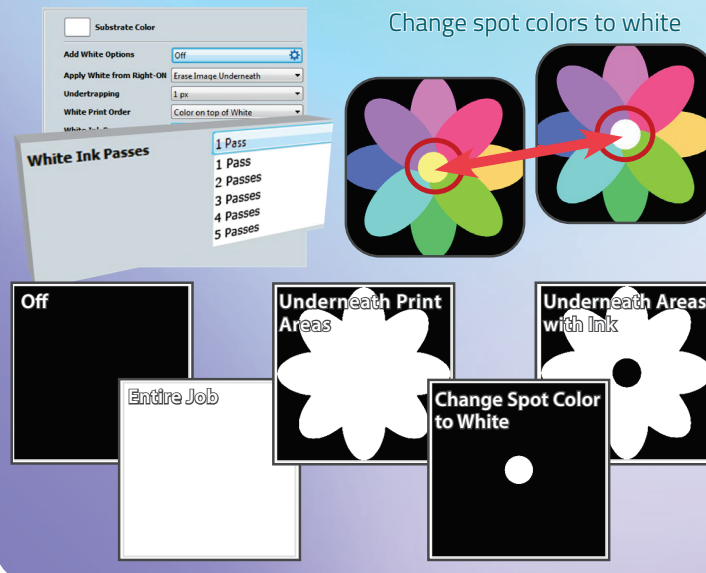 Substrate Color
Add White Options Off
Apply White from Right-ON Erase Image Underneath
Undertrapping 1 px
White Print Order Color on top of White
White Ink
White Ink Passes 1 Pass
1 Pass
2 Passes
3 Passes
4 Passes
5 Passes
Change spot colors to white
Off
Underneath Print
Areas
Underneath Areas
with Ink
Entire Job
Change Spot Color
to White